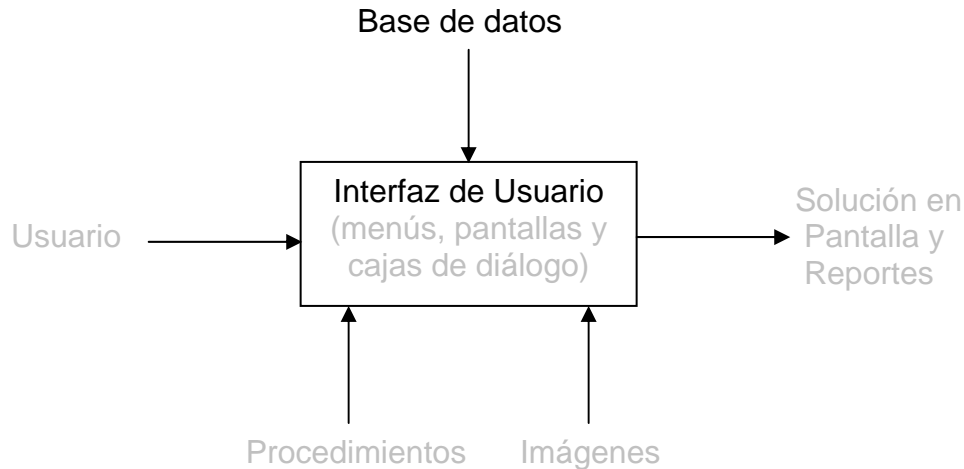 Base de datos
Interfaz de Usuario
(menús, pantallas y
cajas de diálogo)
Usuario
Solución en
Pantalla y
Reportes
Procedimientos
Imágenes